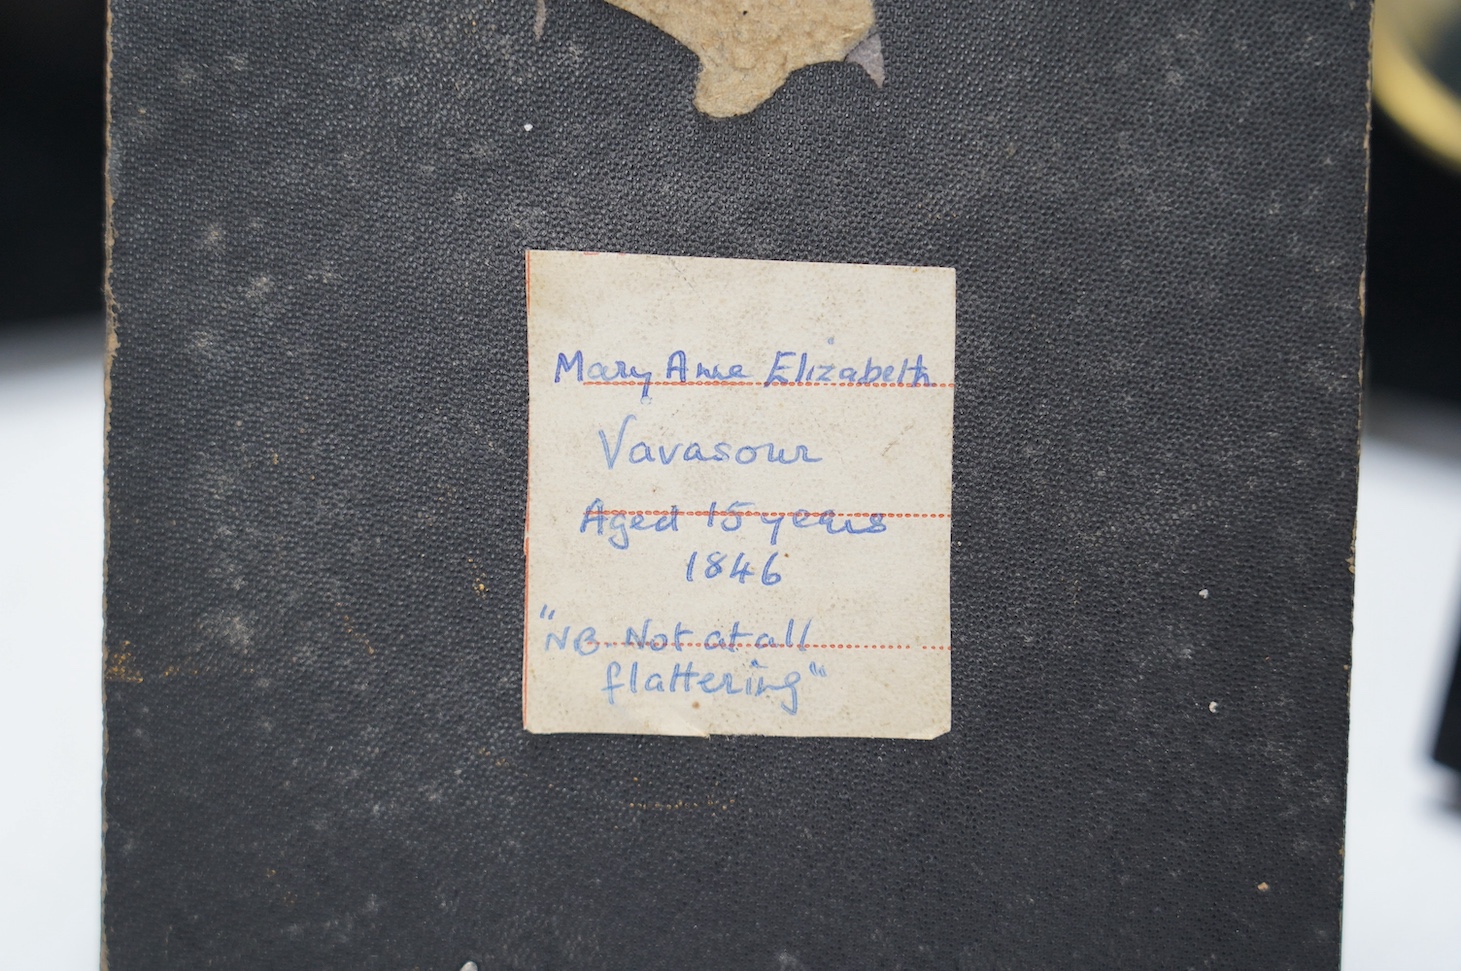 Mary Anne Elizabeth
Vavasour
Aged 15 years
1846
"NB. Not at all
flattering"